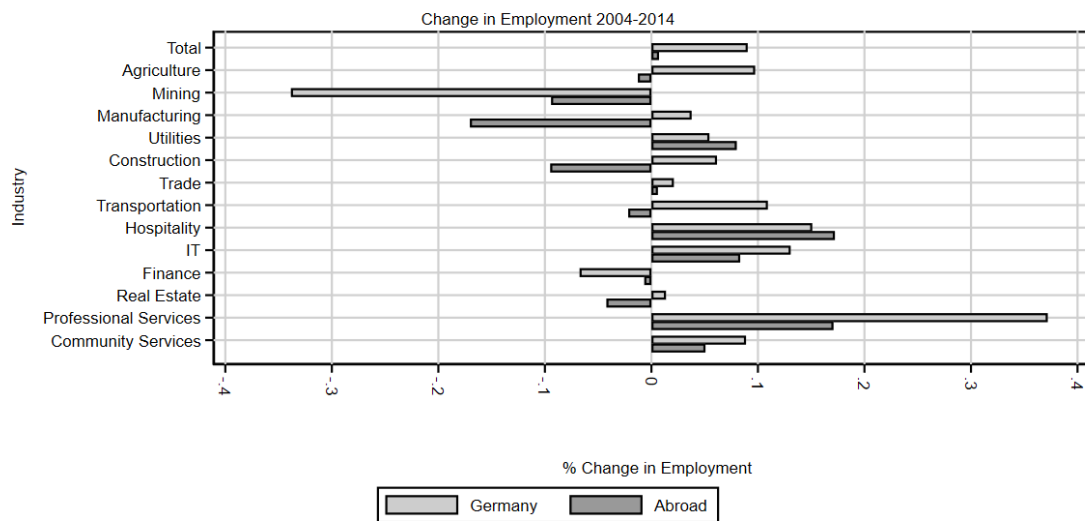 Change in Employment 2004-2014
Industry
Total
Agriculture
Mining
Manufacturing
Utilities
Construction
Trade
Transportation
Hospitality
IT
Finance
Real Estate
Professional Services
Community Services
-.4 -.3 -.2 -.1 0 .1 .2 .3 .4
% Change in Employment
Germany Abroad